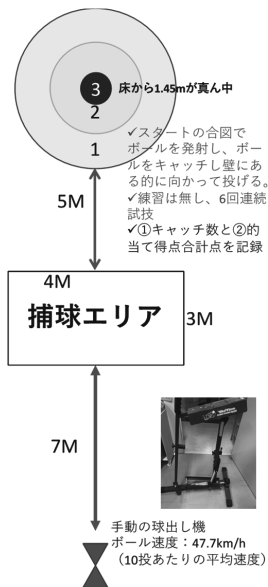 3
床から1.45mが真ん中
2
1
✓スタートの合図で
ボールを発射し、ボー
ルをキャッチし壁にあ
る的に向かって投げる。
✓練習は無し、6回連続
試技
✓①キャッチ数と②的
当て得点合計点を記録
5M
4M
捕球エリア
3M
7M
手動の球出し機
ボール速度：47.7km/h
（10投あたりの平均速度）